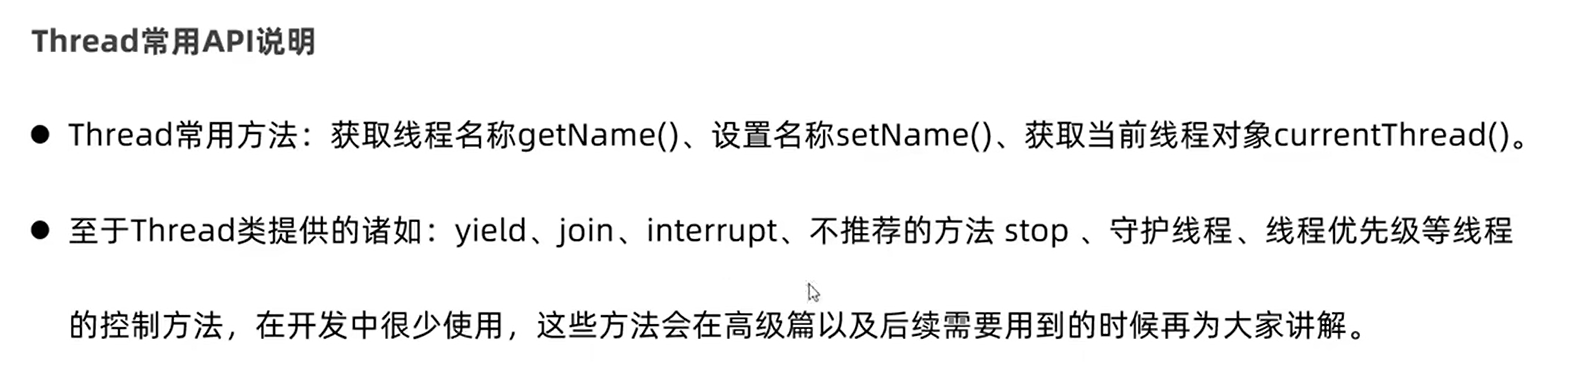 Thread常用API说明
Thread常用方法：获取线程名称getName()、设置名称setName()、获取当前线程对象currentThread()。
至于Thread类提供的诸如：yield、join、interrupt、不推荐的方法 stop 、守护线程、线程优先级等线程
的控制方法，在开发中很少使用，这些方法会在高级篇以及后续需要用到的时候再为大家讲解。